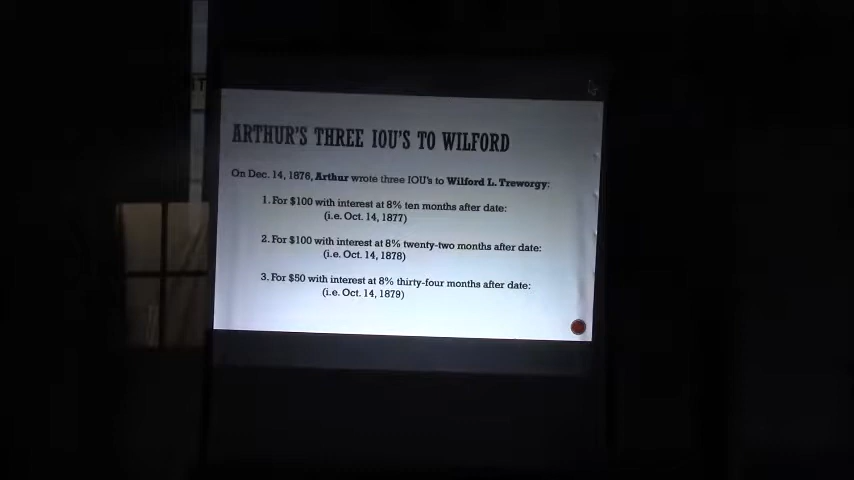 ARTHUR'S THREE IOU'S TO WILFORD
On Dec. 14, 1876, Arthur wrote three IOU's to Wilford L. Treworgy:
1. For $100 with interest at 8% ten months after date:
(i.e. Oct. 14, 1877)
2. For $100 with interest at 8% twenty-two months after date:
(i.e. Oct. 14, 1878)
3. For $50 with interest at 8% thirty-four months after date:
(i.e. Oct. 14, 1879)